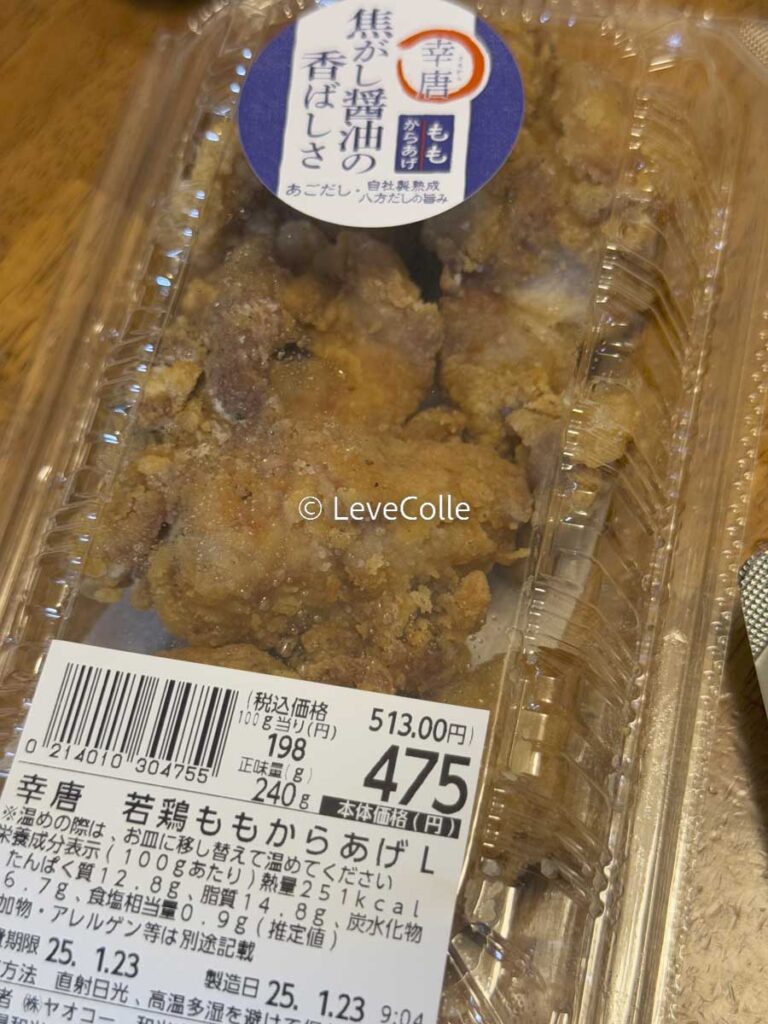 幸唐
さちから
焦がし醤油の
香ばしさ
もも
からあげ
あごだし・自社製熟成
八方だしの旨み
© LeveColle
0 214010 304755
(税込価格 513.00円)
100g当り(円)
198
正味量(g)
240g
475
本体価格(円)
幸唐 若鶏ももからあげL
※温めの際は、お皿に移し替えて温めてください
栄養成分表示(100gあたり)熱量251kcal
、たんぱく質12.8g、脂質14.8g、炭水化物
6.7g、食塩相当量0.9g(推定値)
加物・アレルゲン等は別途記載
費期限 25. 1.23 製造日 25. 1.23 9:04
方法 直射日光、高温多湿を避けて
者 ㈱ヤオコー